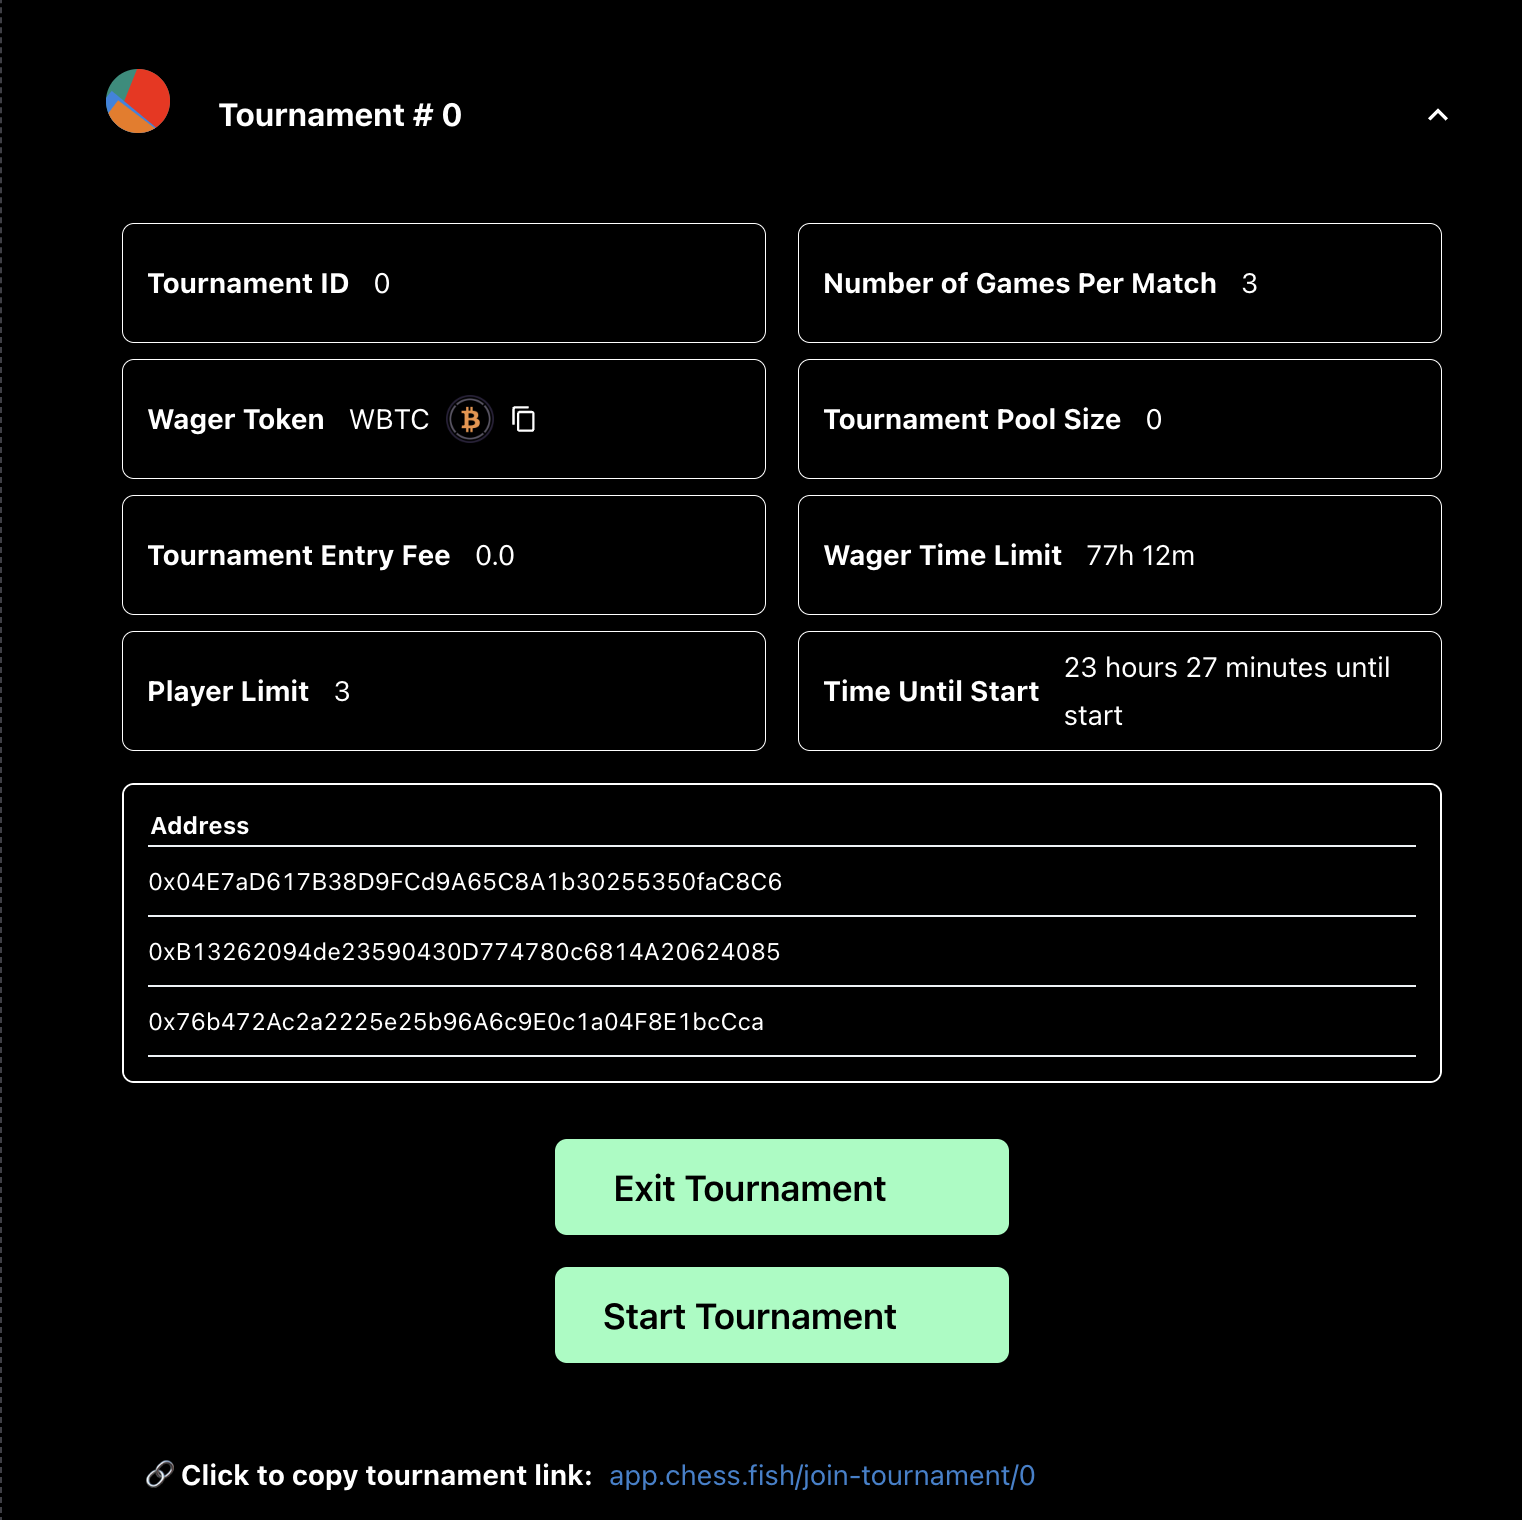 Tournament # 0
Tournament ID 0
Number of Games Per Match 3
Wager Token WBTC
Tournament Pool Size 0
Tournament Entry Fee 0.0
Wager Time Limit 77h 12m
Player Limit 3
Time Until Start 23 hours 27 minutes until
start
Address
0x04E7aD617B38D9FCd9A65C8A1b30255350faC8C6
0xB13262094de23590430D774780c6814A20624085
0x76b472Ac2a2225e25b96A6c9E0c1a04F8E1bcCca
Exit Tournament
Start Tournament
Click to copy tournament link: app.chess.fish/join-tournament/0